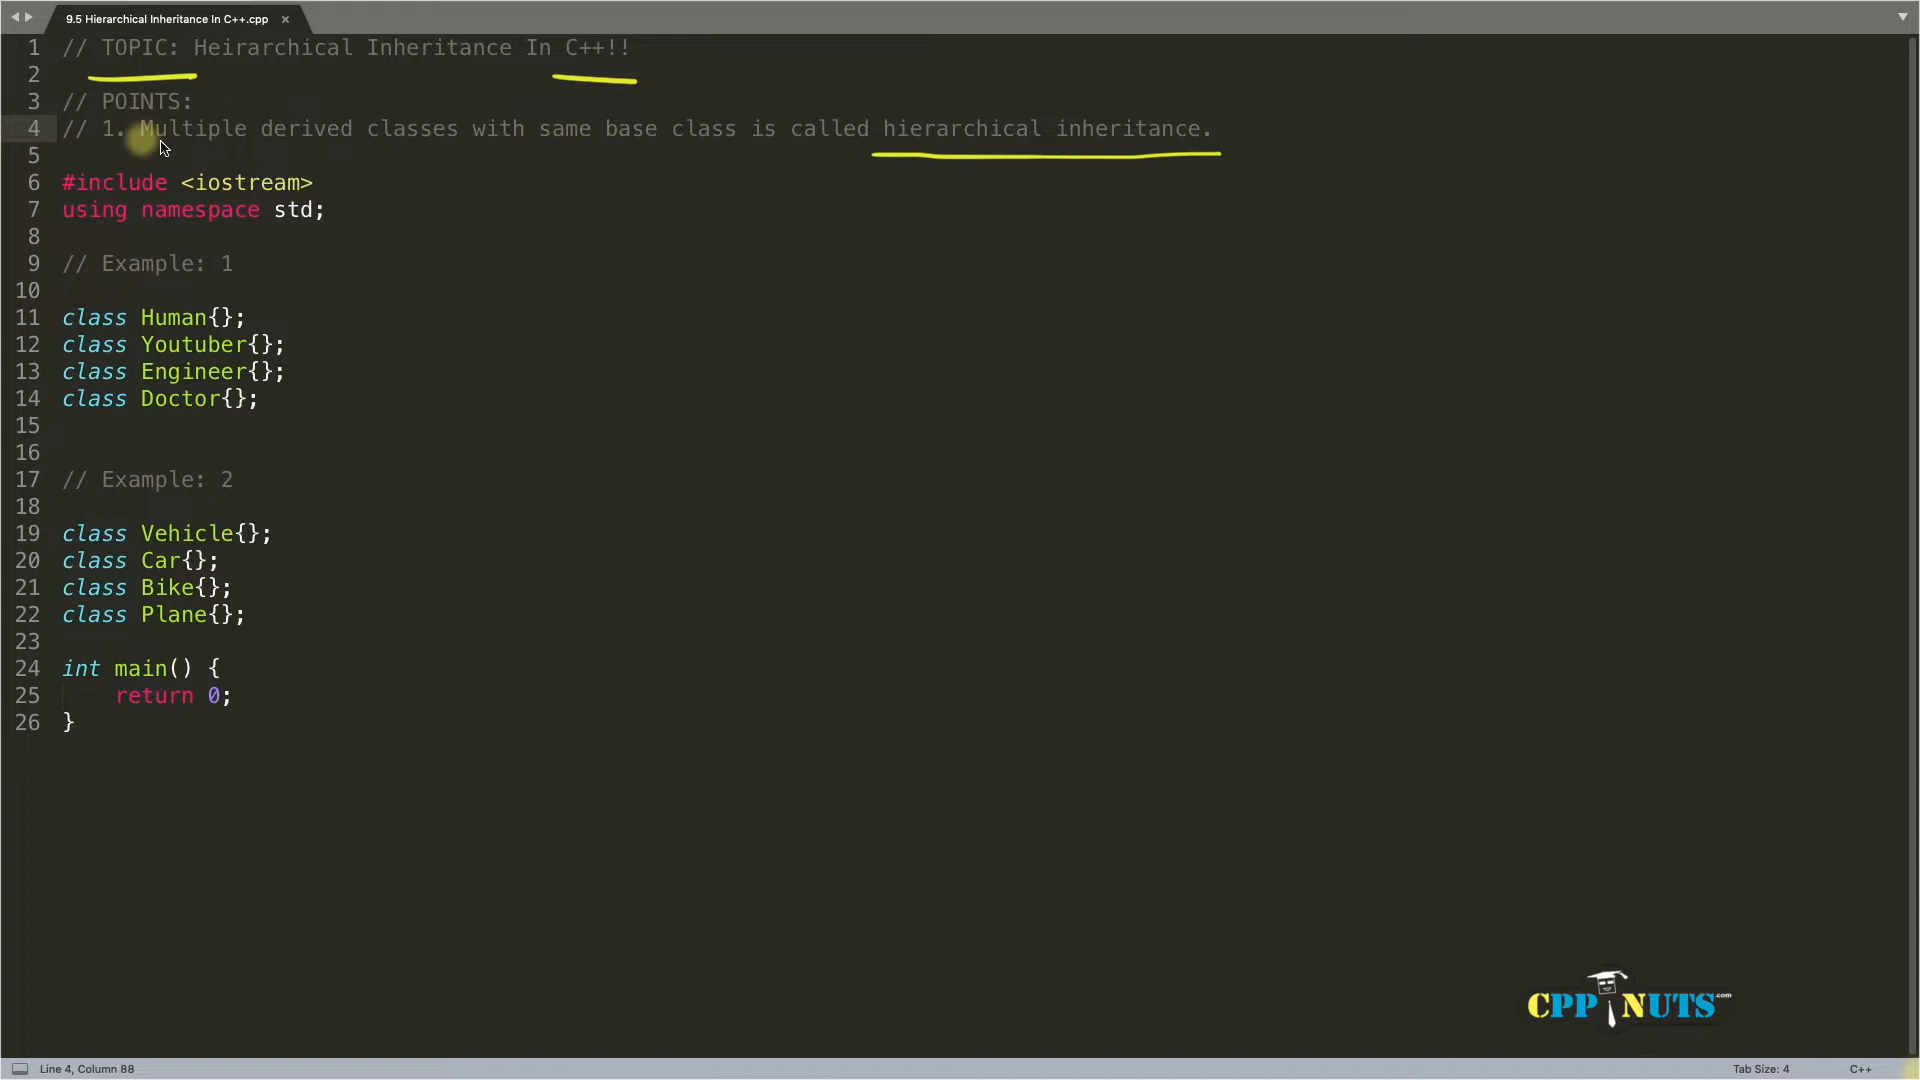 9.5 Hierarchical Inheritance In C++.cpp ×
1 // TOPIC: Heirarchical Inheritance In C++!!
2
3 // POINTS:
4 // 1. Multiple derived classes with same base class is called hierarchical inheritance.
5
6 #include <iostream>
7 using namespace std;
8
9 // Example: 1
10
11 class Human{};
12 class Youtuber{};
13 class Engineer{};
14 class Doctor{};
15
16
17 // Example: 2
18
19 class Vehicle{};
20 class Car{};
21 class Bike{};
22 class Plane{};
23
24 int main() {
25     return 0;
26 }
CPP NUTS.com
Line 4, Column 88 Tab Size: 4 C++